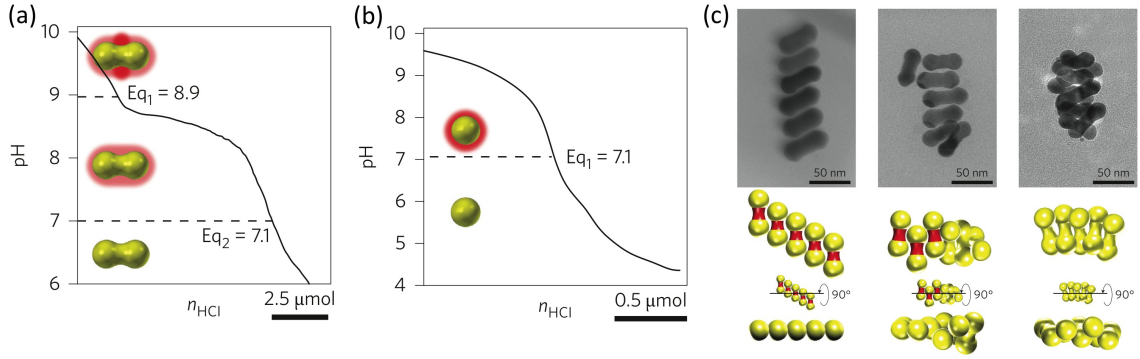 (a)
10
9
8
7
6
pH
Eq1 = 8.9
Eq2 = 7.1
nHCl
2.5 μmol
(b)
10
9
8
7
6
5
4
pH
Eq1 = 7.1
nHCl
0.5 μmol
(c)
50 nm
50 nm
50 nm
90°
90°
90°